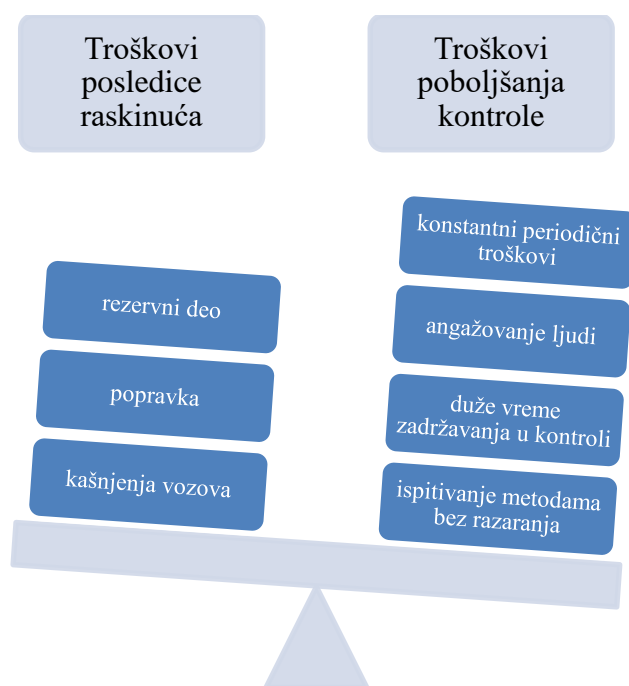 Troškovi
posledice
raskinuća
Troškovi
poboljšanja
kontrole
rezervni deo
popravka
kašnjenja vozova
konstantni periodični
troškovi
angažovanje ljudi
duže vreme
zadržavanja u kontroli
ispitivanje metodama
bez razaranja